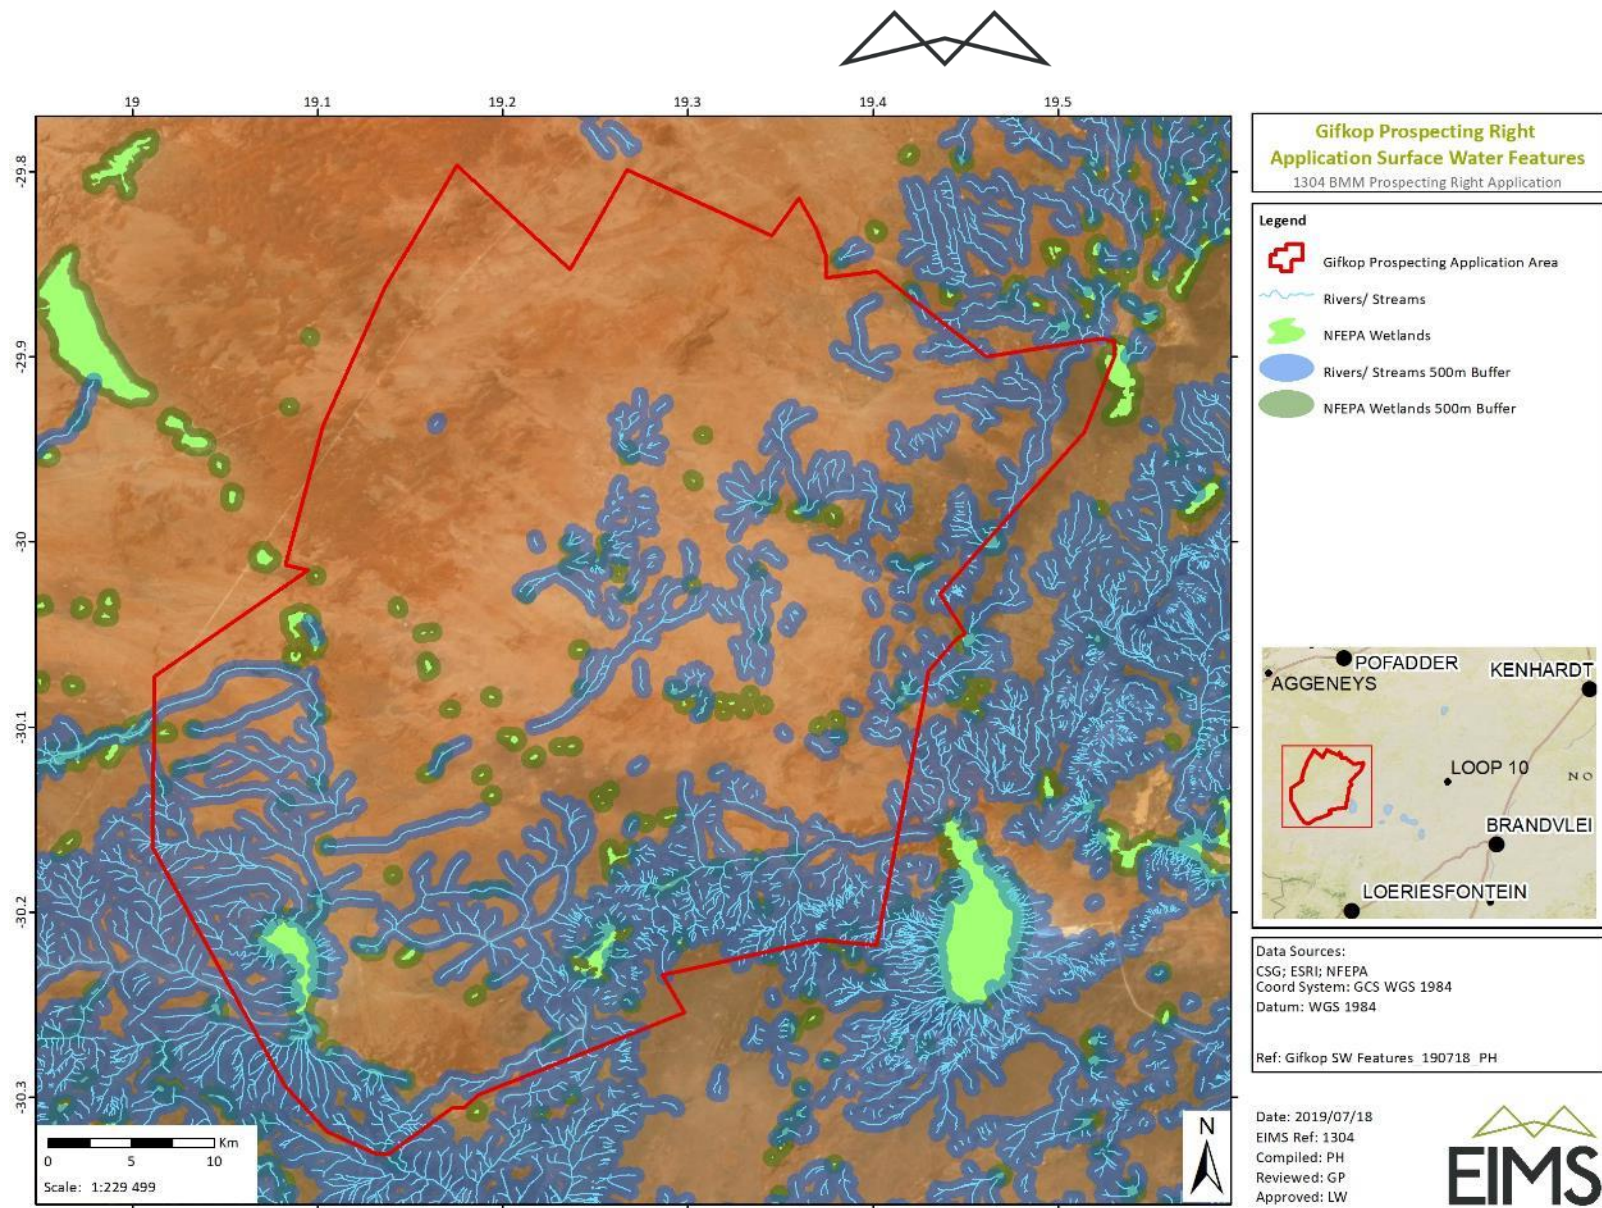 19 19.1 19.2 19.3 19.4 19.5
-29.8
-29.9
-30
-30.1
-30.2
-30.3
Km
0 5 10
Scale: 1:229 499
N
Gifkop Prospecting Right
Application Surface Water Features
1304 BMM Prospecting Right Application
Legend
Gifkop Prospecting Application Area
Rivers/ Streams
NFEPA Wetlands
Rivers/ Streams 500m Buffer
NFEPA Wetlands 500m Buffer
POFADDER
KENHARDT
AGGENEYS
LOOP 10
N O
BRANDVLEI
LOERIESFONTEIN
Data Sources:
CSG; ESRI; NFEPA
Coord System: GCS WGS 1984
Datum: WGS 1984
Ref: Gifkop SW Features_190718_PH
Date: 2019/07/18
EIMS Ref: 1304
Compiled: PH
Reviewed: GP
Approved: LW
EIMS